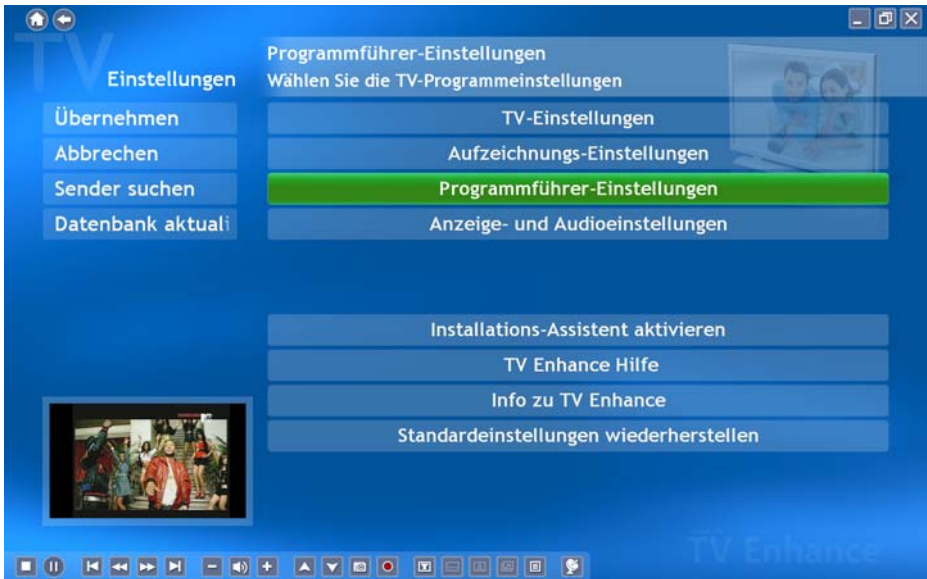 TV
Einstellungen
Programmführer-Einstellungen
Wählen Sie die TV-Programmeinstellungen
Übernehmen
Abbrechen
Sender suchen
Datenbank aktuali
TV-Einstellungen
Aufzeichnungs-Einstellungen
Programmführer-Einstellungen
Anzeige- und Audioeinstellungen
Installations-Assistent aktivieren
TV Enhance Hilfe
Info zu TV Enhance
Standardeinstellungen wiederherstellen
TV Enhance